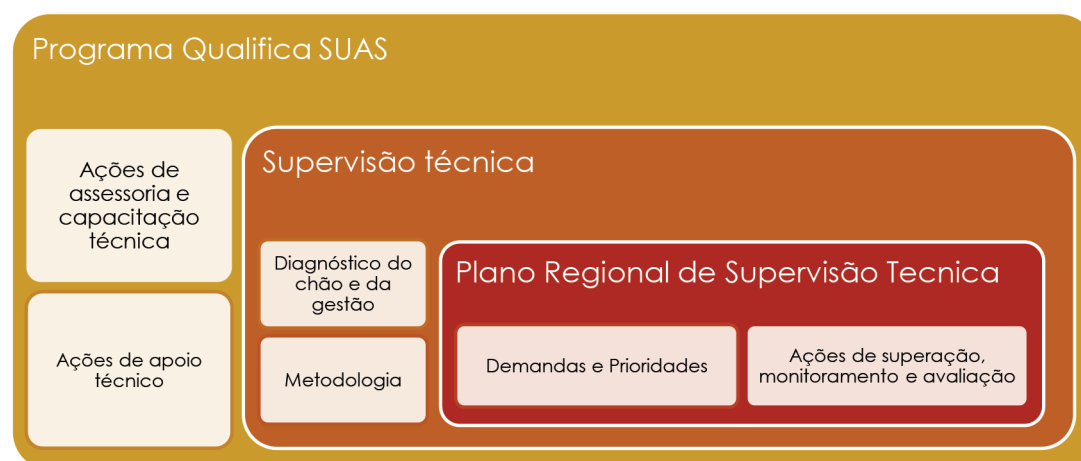 Programa Qualifica SUAS
Ações de
assessoria e
capacitação
técnica
Ações de apoio
técnico
Supervisão técnica
Diagnóstico do
chão e da
gestão
Metodologia
Plano Regional de Supervisão Tecnica
Demandas e Prioridades
Ações de superação,
monitoramento e avaliação